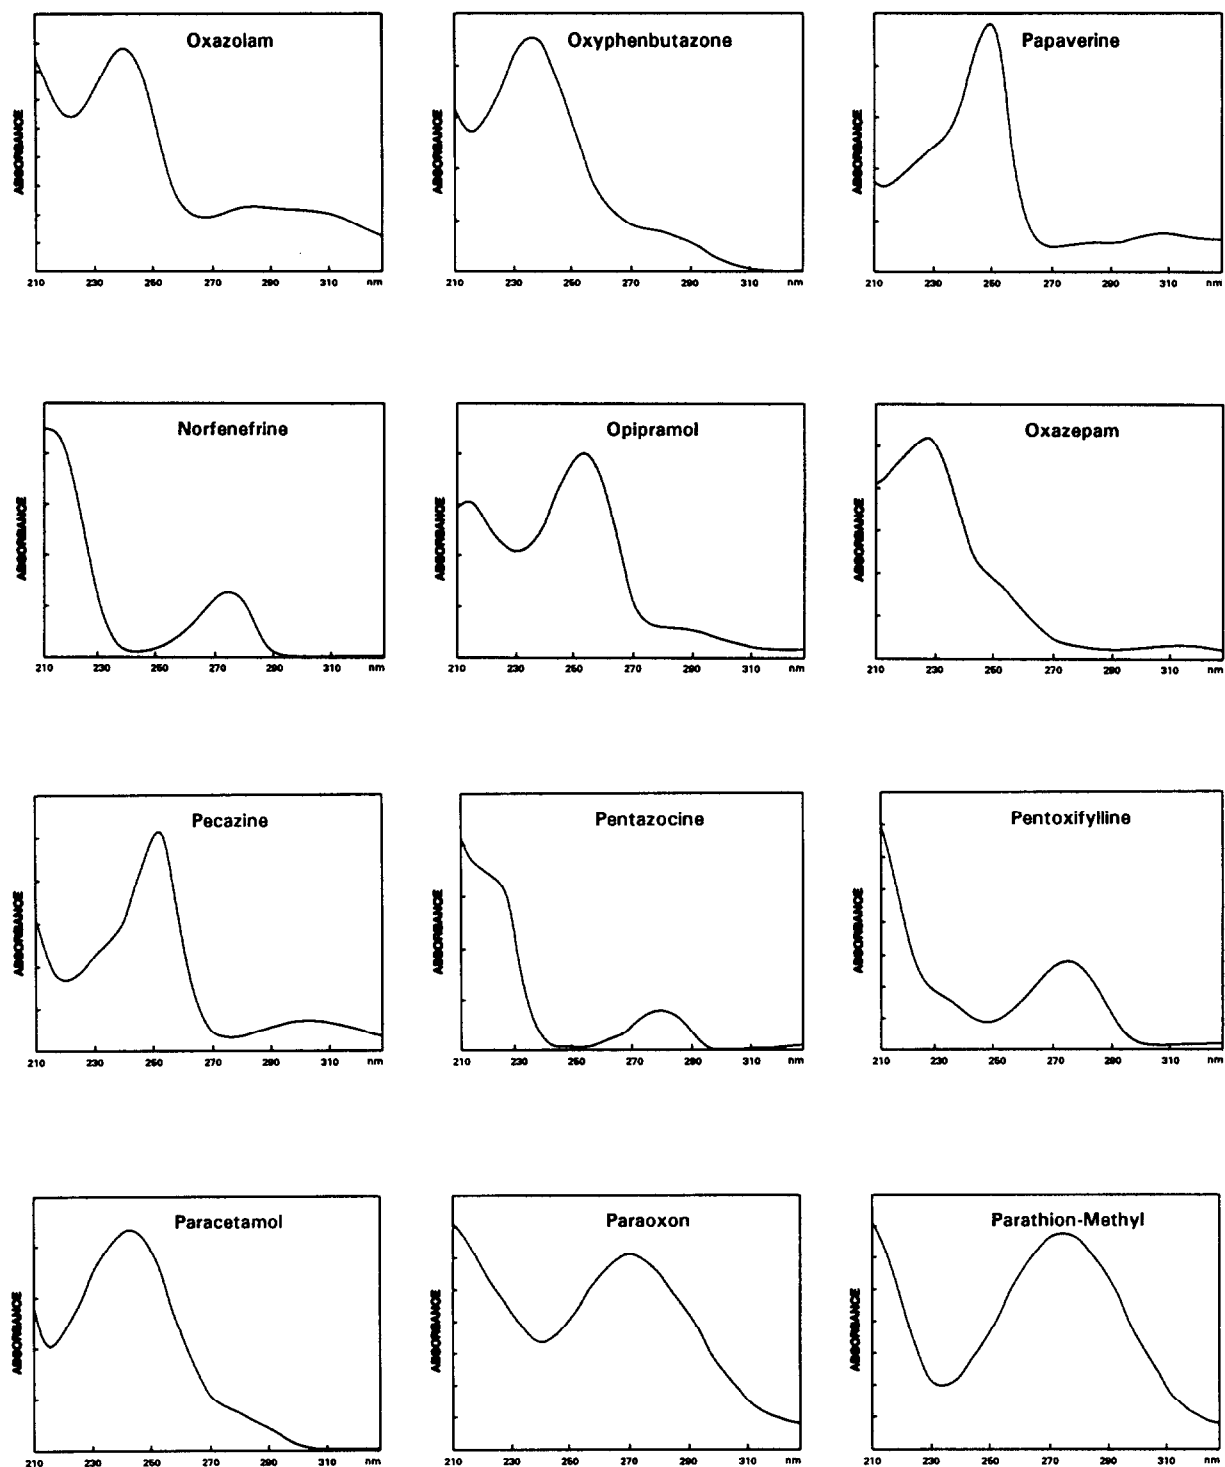 Oxazolam
ABSORBANCE
210 230 250 270 290 310 nm
Oxyphenbutazone
ABSORBANCE
210 230 250 270 290 310 nm
Papaverine
ABSORBANCE
210 230 250 270 290 310 nm
Norfenefrine
ABSORBANCE
210 230 250 270 290 310 nm
Opipramol
ABSORBANCE
210 230 250 270 290 310 nm
Oxazepam
ABSORBANCE
210 230 250 270 290 310 nm
Pecazine
ABSORBANCE
210 230 250 270 290 310 nm
Pentazocine
ABSORBANCE
210 230 250 270 290 310 nm
Pentoxifylline
ABSORBANCE
210 230 250 270 290 310 nm
Paracetamol
ABSORBANCE
210 230 250 270 290 310 nm
Paraoxon
ABSORBANCE
210 230 250 270 290 310 nm
Parathion-Methyl
ABSORBANCE
210 230 250 270 290 310 nm